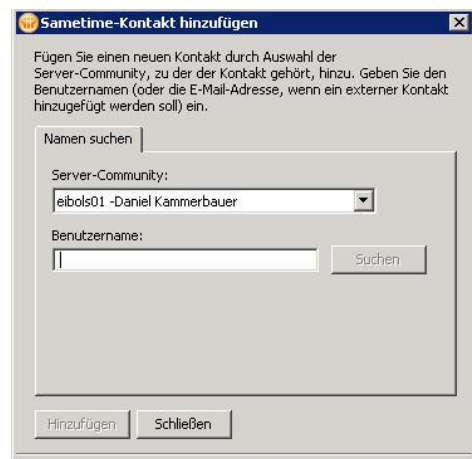 Sametime-Kontakt hinzufügen
Fügen Sie einen neuen Kontakt durch Auswahl der
Server-Community, zu der der Kontakt gehört, hinzu. Geben Sie den
Benutzernamen (oder die E-Mail-Adresse, wenn ein externer Kontakt
hinzugefügt werden soll) ein.
Namen suchen
Server-Community:
eibols01 -Daniel Kammerbauer
Benutzername:
Suchen
Hinzufügen
Schließen